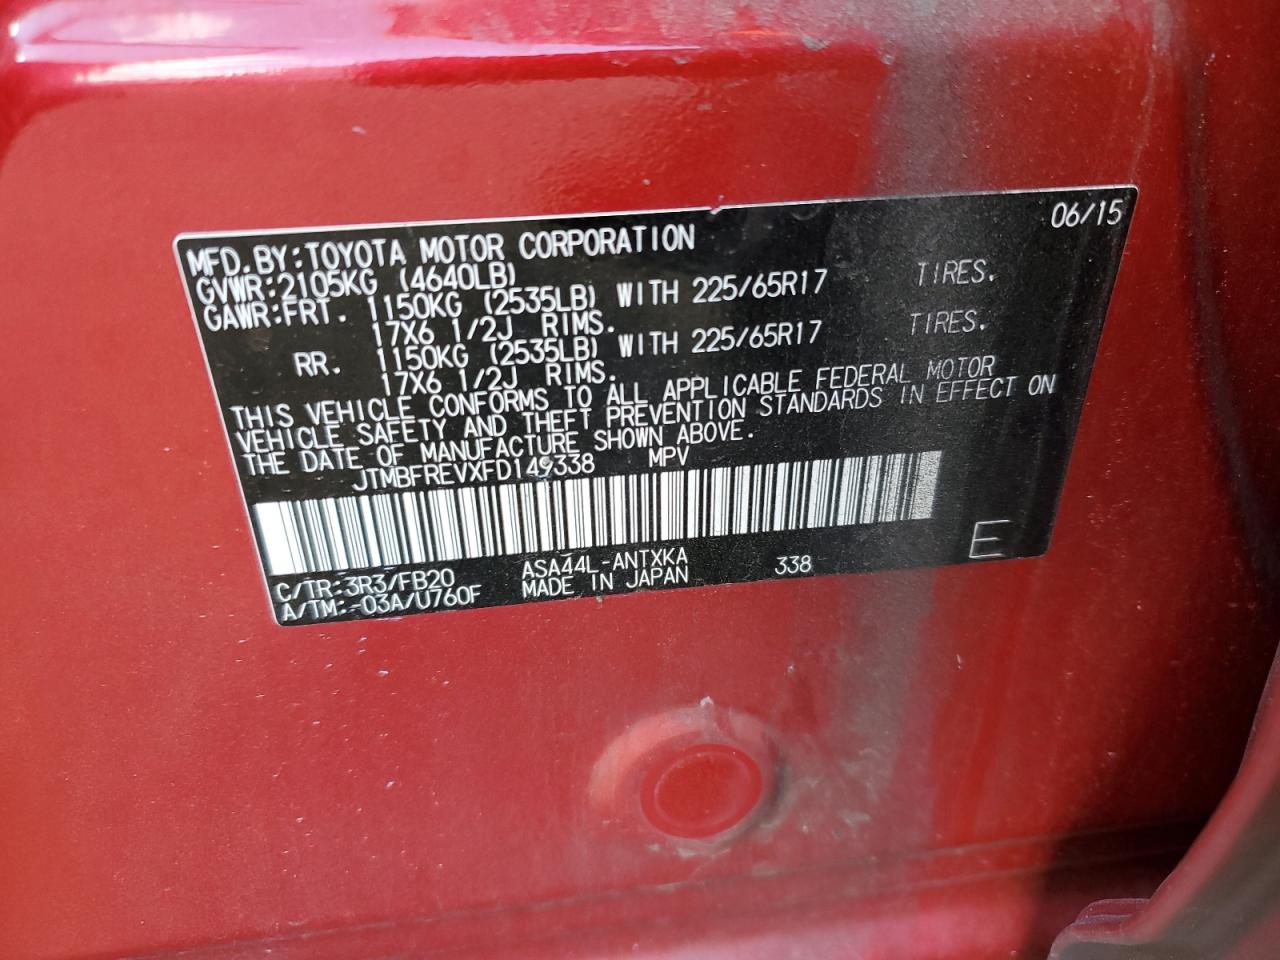 06/15
MFD.BY:TOYOTA MOTOR CORPORATION
GVWR:2105KG (4640LB)
GAWR:FRT. 1150KG (2535LB) WITH 225/65R17 TIRES.
17X6 1/2J RIMS.
RR. 1150KG (2535LB) WITH 225/65R17 TIRES.
17X6 1/2J RIMS.
THIS VEHICLE CONFORMS TO ALL APPLICABLE FEDERAL MOTOR
VEHICLE SAFETY AND THEFT PREVENTION STANDARDS IN EFFECT ON
THE DATE OF MANUFACTURE SHOWN ABOVE.
JTMBFREVXFD149338 MPV
C/TR:3R3/FB20 ASA44L-ANTXKA 338 E
A/TM:-03A/U760F MADE IN JAPAN